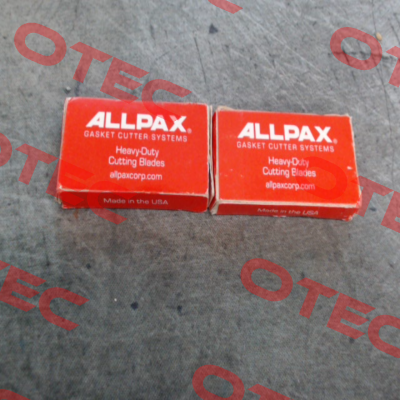 ALLPAX®
GASKET CUTTER SYSTEMS
Heavy-Duty
Cutting Blades
allpaxcorp.com
Made in the USA
ALLPAX®
GASKET CUTTER SYSTEMS
Heavy-Duty
Cutting Blades
allpaxcorp.com
Made in the USA
OTEC
OTEC
OTEC
OTEC
OTEC
OTEC